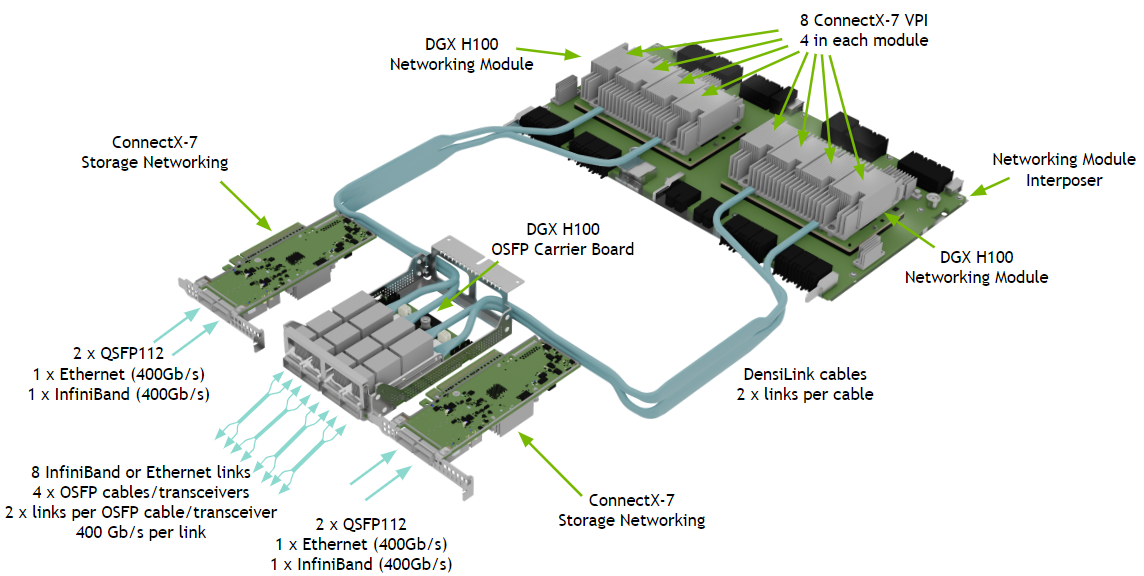 8 ConnectX-7 VPI
4 in each module
DGX H100
Networking Module
ConnectX-7
Storage Networking
Networking Module
Interposer
DGX H100
OSFP Carrier Board
DGX H100
Networking Module
2 x QSFP112
1 x Ethernet (400Gb/s)
1 x InfiniBand (400Gb/s)
DensiLink cables
2 x links per cable
8 InfiniBand or Ethernet links
4 x OSFP cables/transceivers
2 x links per OSFP cable/transceiver
400 Gb/s per link
ConnectX-7
Storage Networking
2 x QSFP112
1 x Ethernet (400Gb/s)
1 x InfiniBand (400Gb/s)